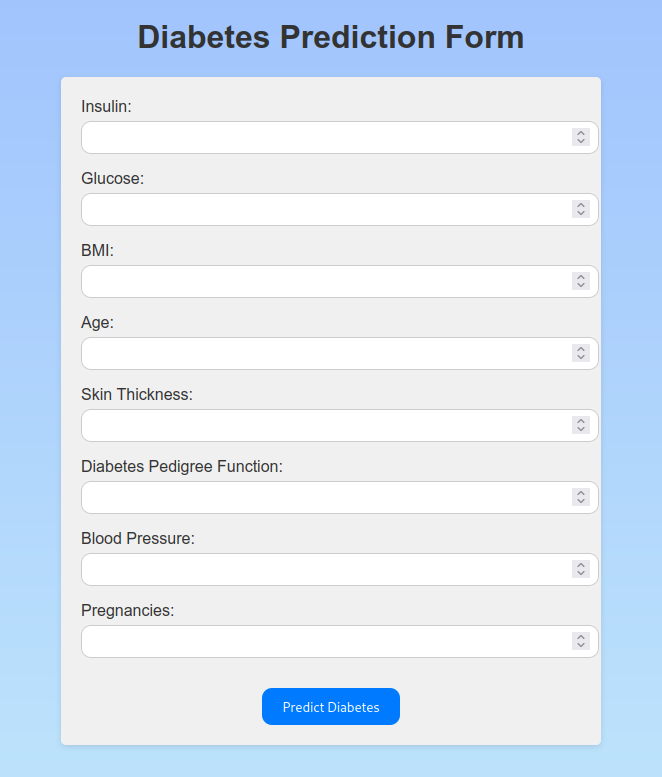 Diabetes Prediction Form
Insulin:
Glucose:
BMI:
Age:
Skin Thickness:
Diabetes Pedigree Function:
Blood Pressure:
Pregnancies:
Predict Diabetes